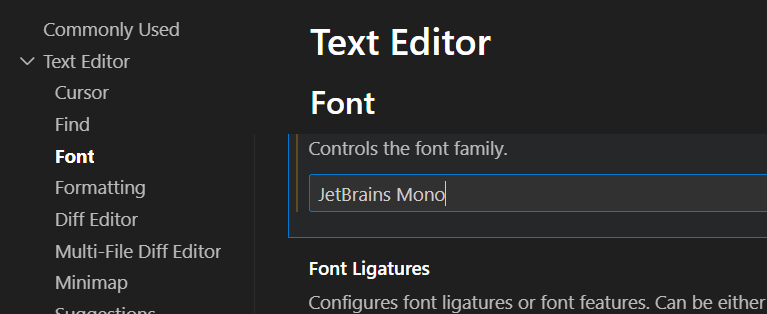 Commonly Used
Text Editor
Cursor
Find
Font
Formatting
Diff Editor
Multi-File Diff Editor
Minimap
Suggestions
Text Editor
Font
Controls the font family.
JetBrains Mono
Font Ligatures
Configures font ligatures or font features. Can be either